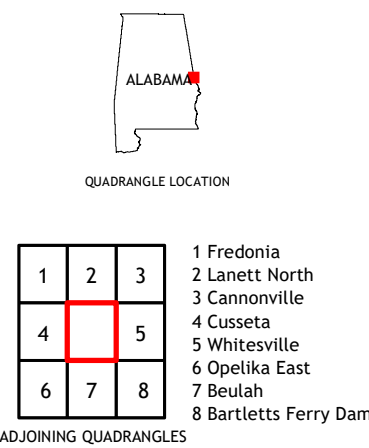 ALABAMA
QUADRANGLE LOCATION
1 2 3
4 5
6 7 8
1 Fredonia
2 Lanett North
3 Cannonville
4 Cusseta
5 Whitesville
6 Opelika East
7 Beulah
8 Bartletts Ferry Dam
ADJOINING QUADRANGLES